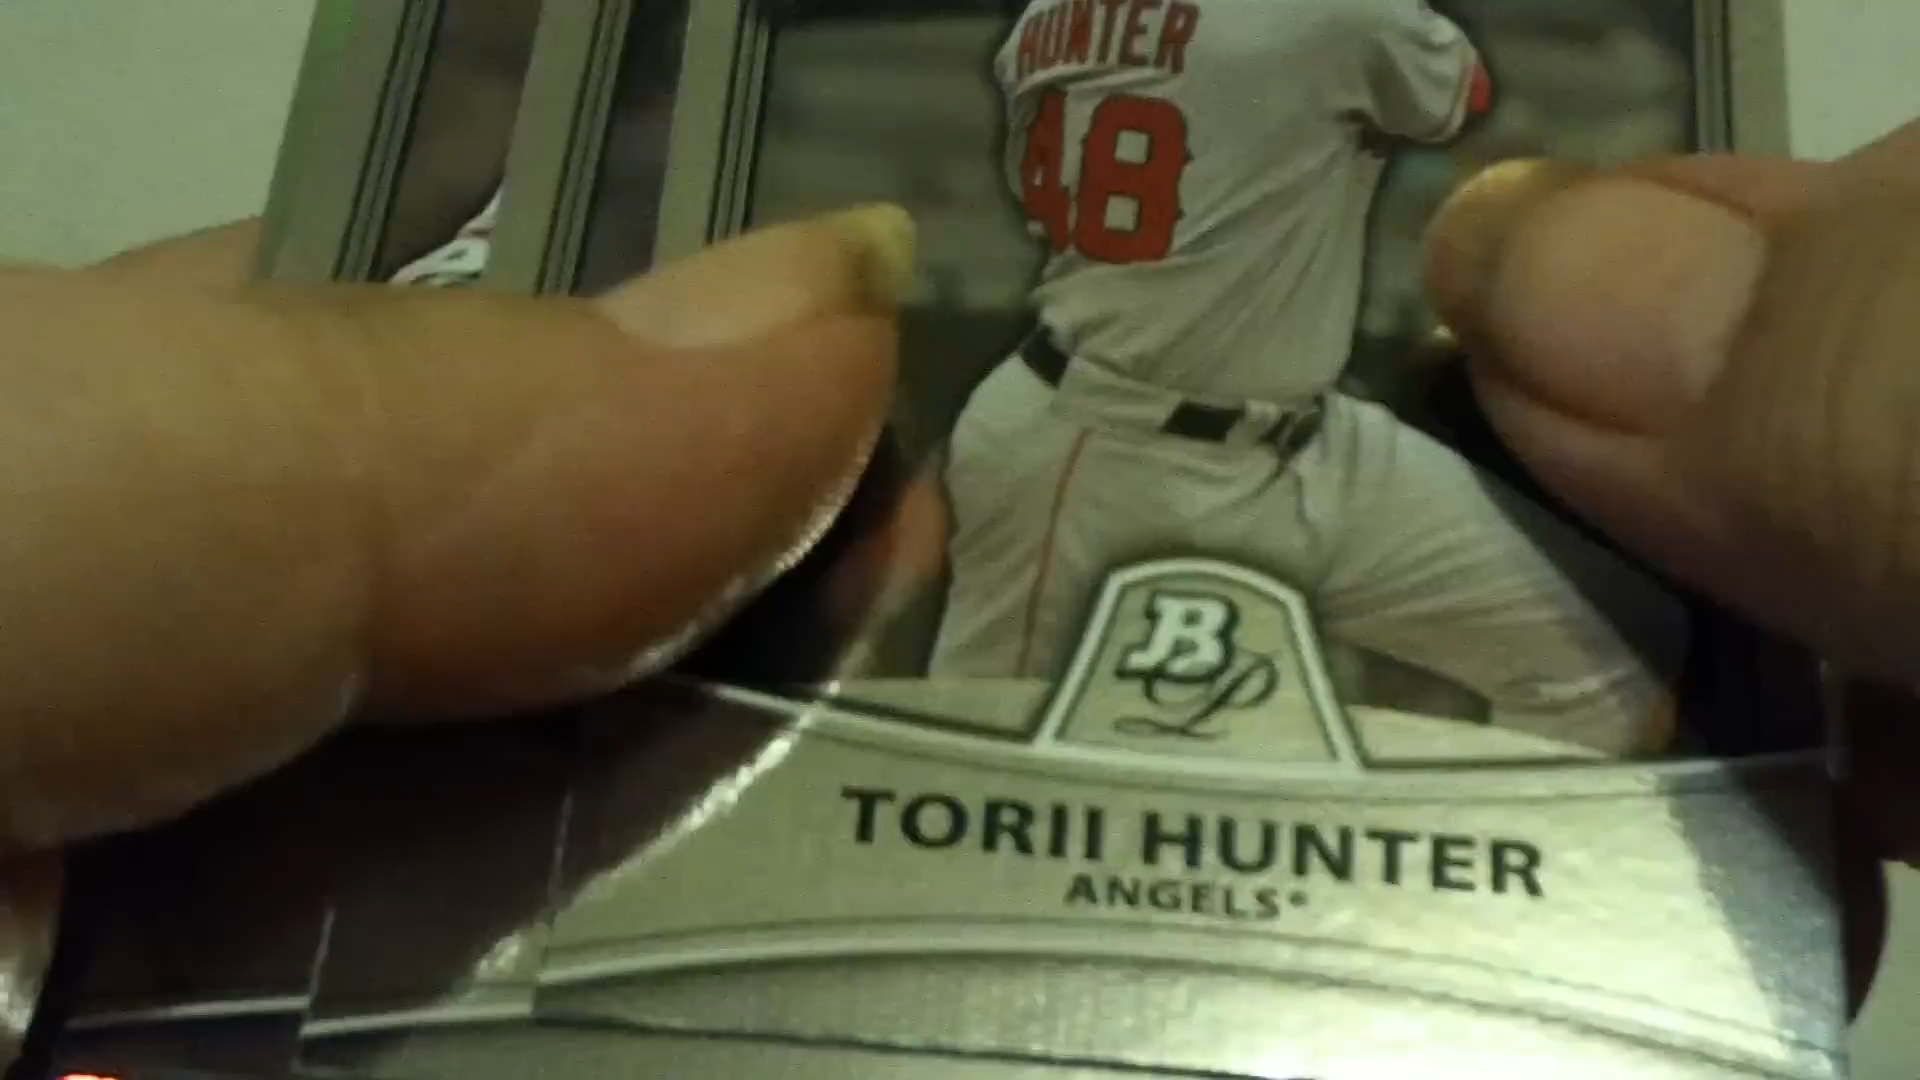 HUNTER
48
BP
TORII HUNTER
ANGELS®